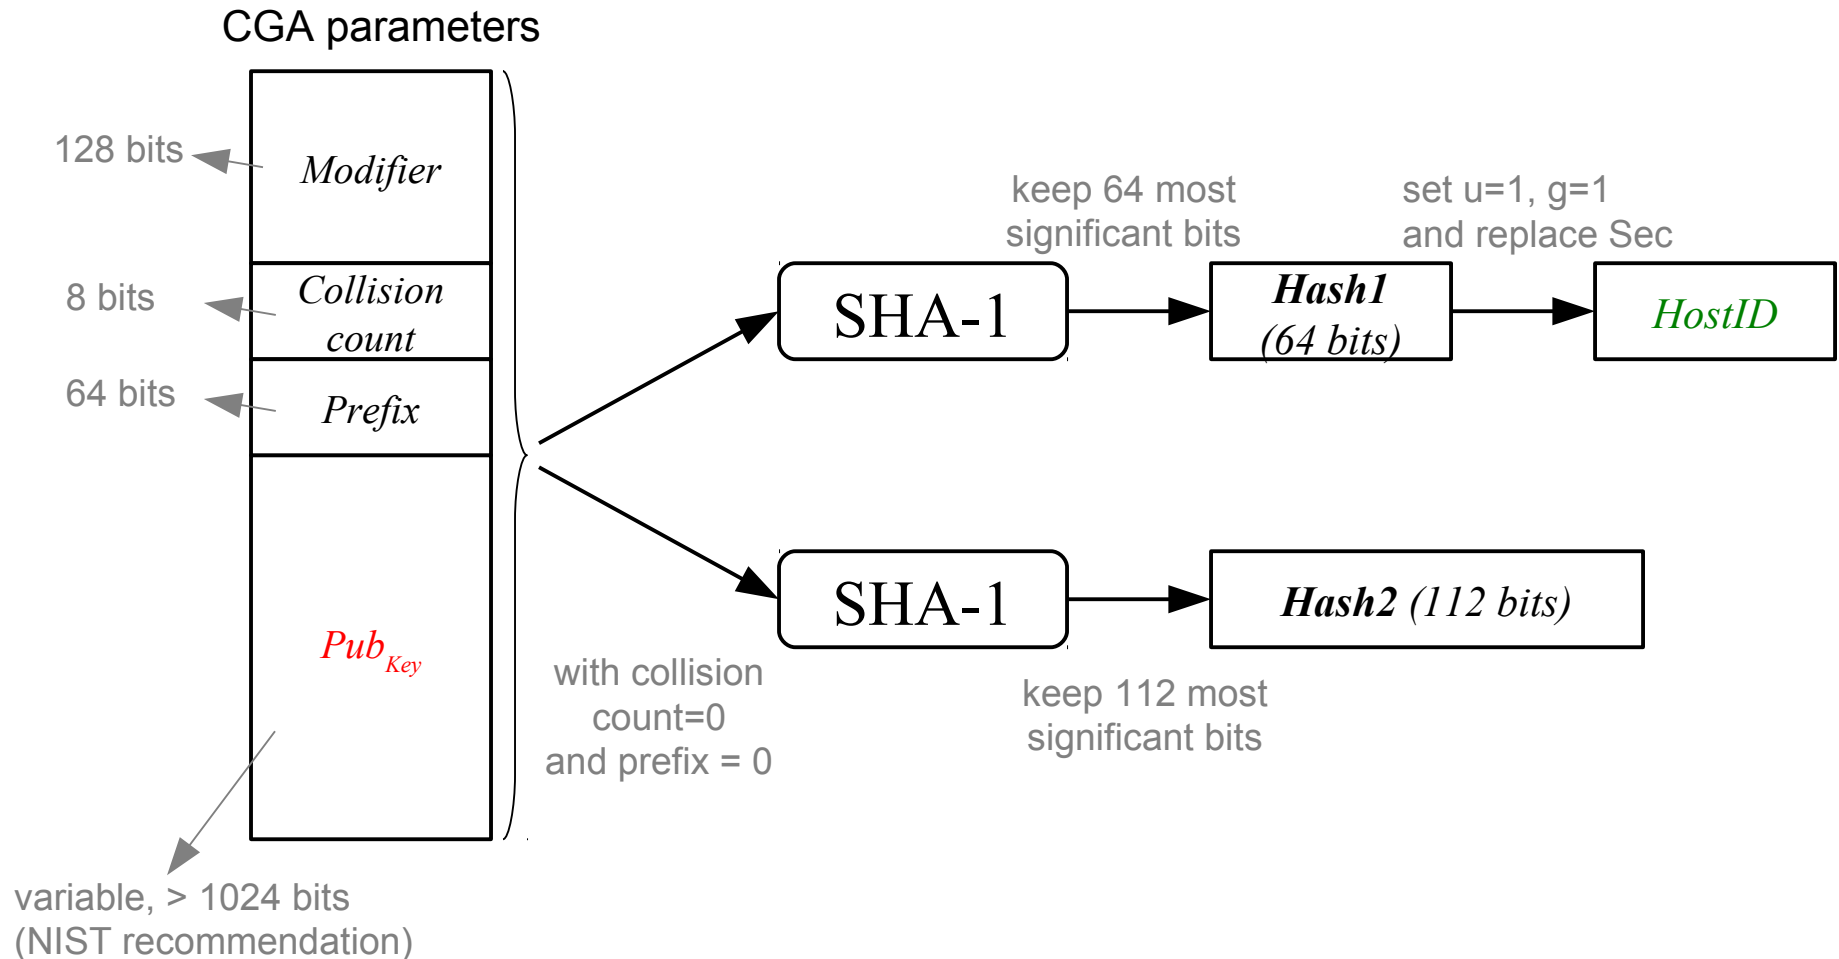 CGA parameters
128 bits
Modifier
8 bits
Collision
count
64 bits
Prefix
Pub Key
variable, > 1024 bits
(NIST recommendation)
SHA-1
keep 64 most
significant bits
Hash1
(64 bits)
set u=1, g=1
and replace Sec
HostID
with collision
count=0
and prefix = 0
SHA-1
keep 112 most
significant bits
Hash2 (112 bits)